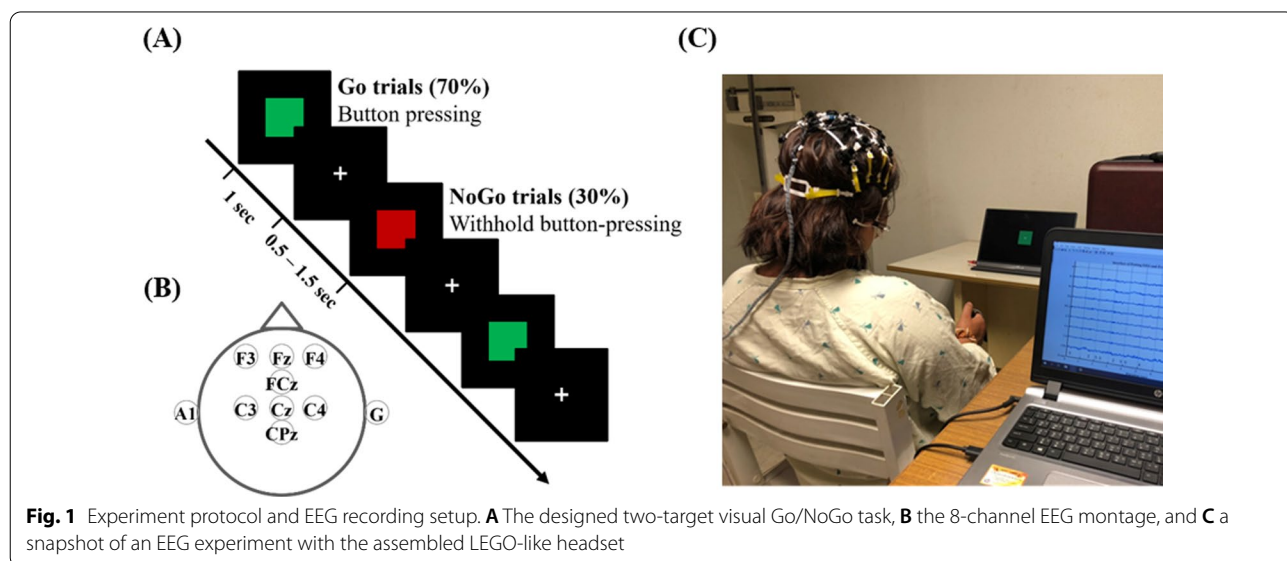 (A)
Go trials (70%)
Button pressing
NoGo trials (30%)
Withhold button-pressing
1 sec
0.5 – 1.5 sec
(B)
F3 Fz F4
FCz
A1 C3 Cz C4 G
CPz
(C)
hp
Fig. 1 Experiment protocol and EEG recording setup. A The designed two-target visual Go/NoGo task, B the 8-channel EEG montage, and C a
snapshot of an EEG experiment with the assembled LEGO-like headset